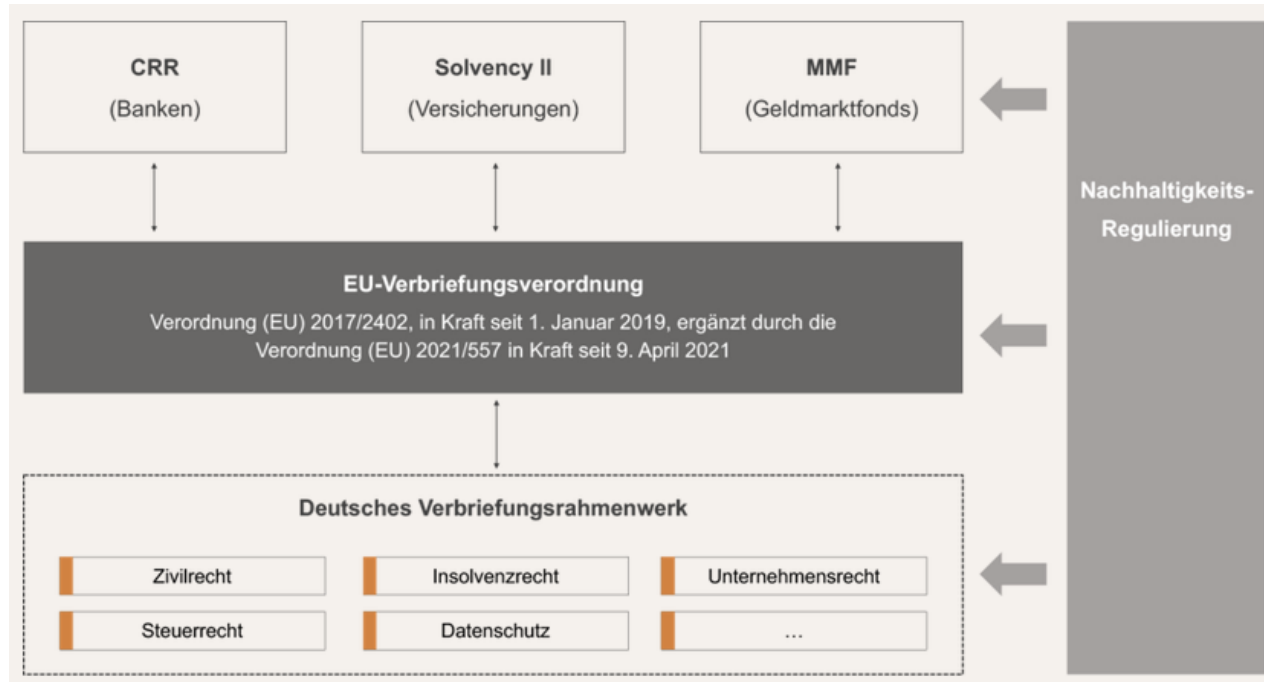 CRR
(Banken)
Solvency II
(Versicherungen)
MMF
(Geldmarktfonds)
Nachhaltigkeits-
Regulierung
EU-Verbriefungsverordnung
Verordnung (EU) 2017/2402, in Kraft seit 1. Januar 2019, ergänzt durch die
Verordnung (EU) 2021/557 in Kraft seit 9. April 2021
Deutsches Verbriefungsrahmenwerk
Zivilrecht
Insolvenzrecht
Unternehmensrecht
Steuerrecht
Datenschutz
…